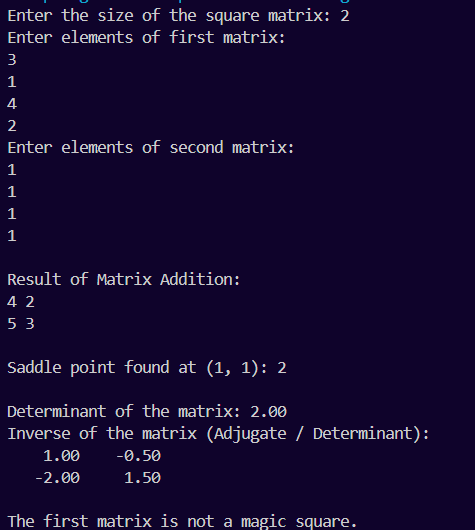 Enter the size of the square matrix: 2
Enter elements of first matrix:
3
1
4
2
Enter elements of second matrix:
1
1
1
1
Result of Matrix Addition:
4 2
5 3
Saddle point found at (1, 1): 2
Determinant of the matrix: 2.00
Inverse of the matrix (Adjugate / Determinant):
1.00 -0.50
-2.00 1.50
The first matrix is not a magic square.